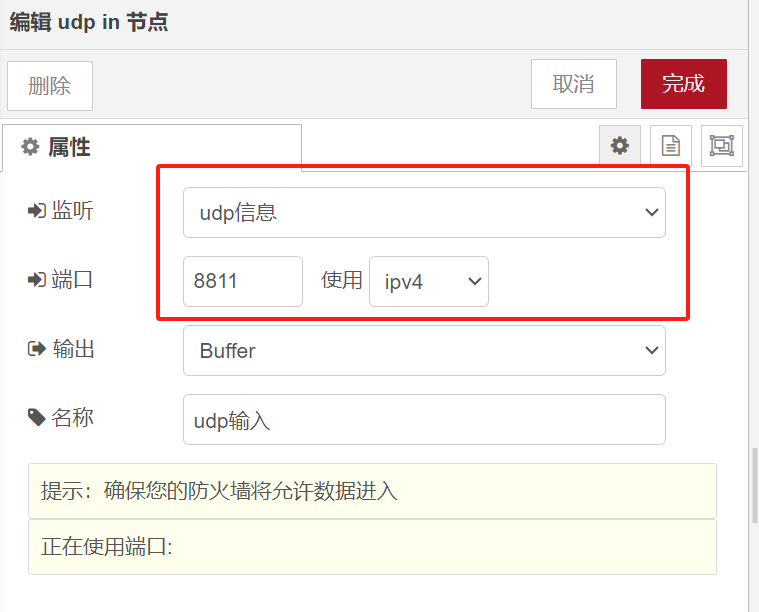 编辑 udp in 节点
删除 取消 完成
属性
监听 udp信息
端口 8811 使用 ipv4
输出 Buffer
名称 udp输入
提示：确保您的防火墙将允许数据进入
正在使用端口: